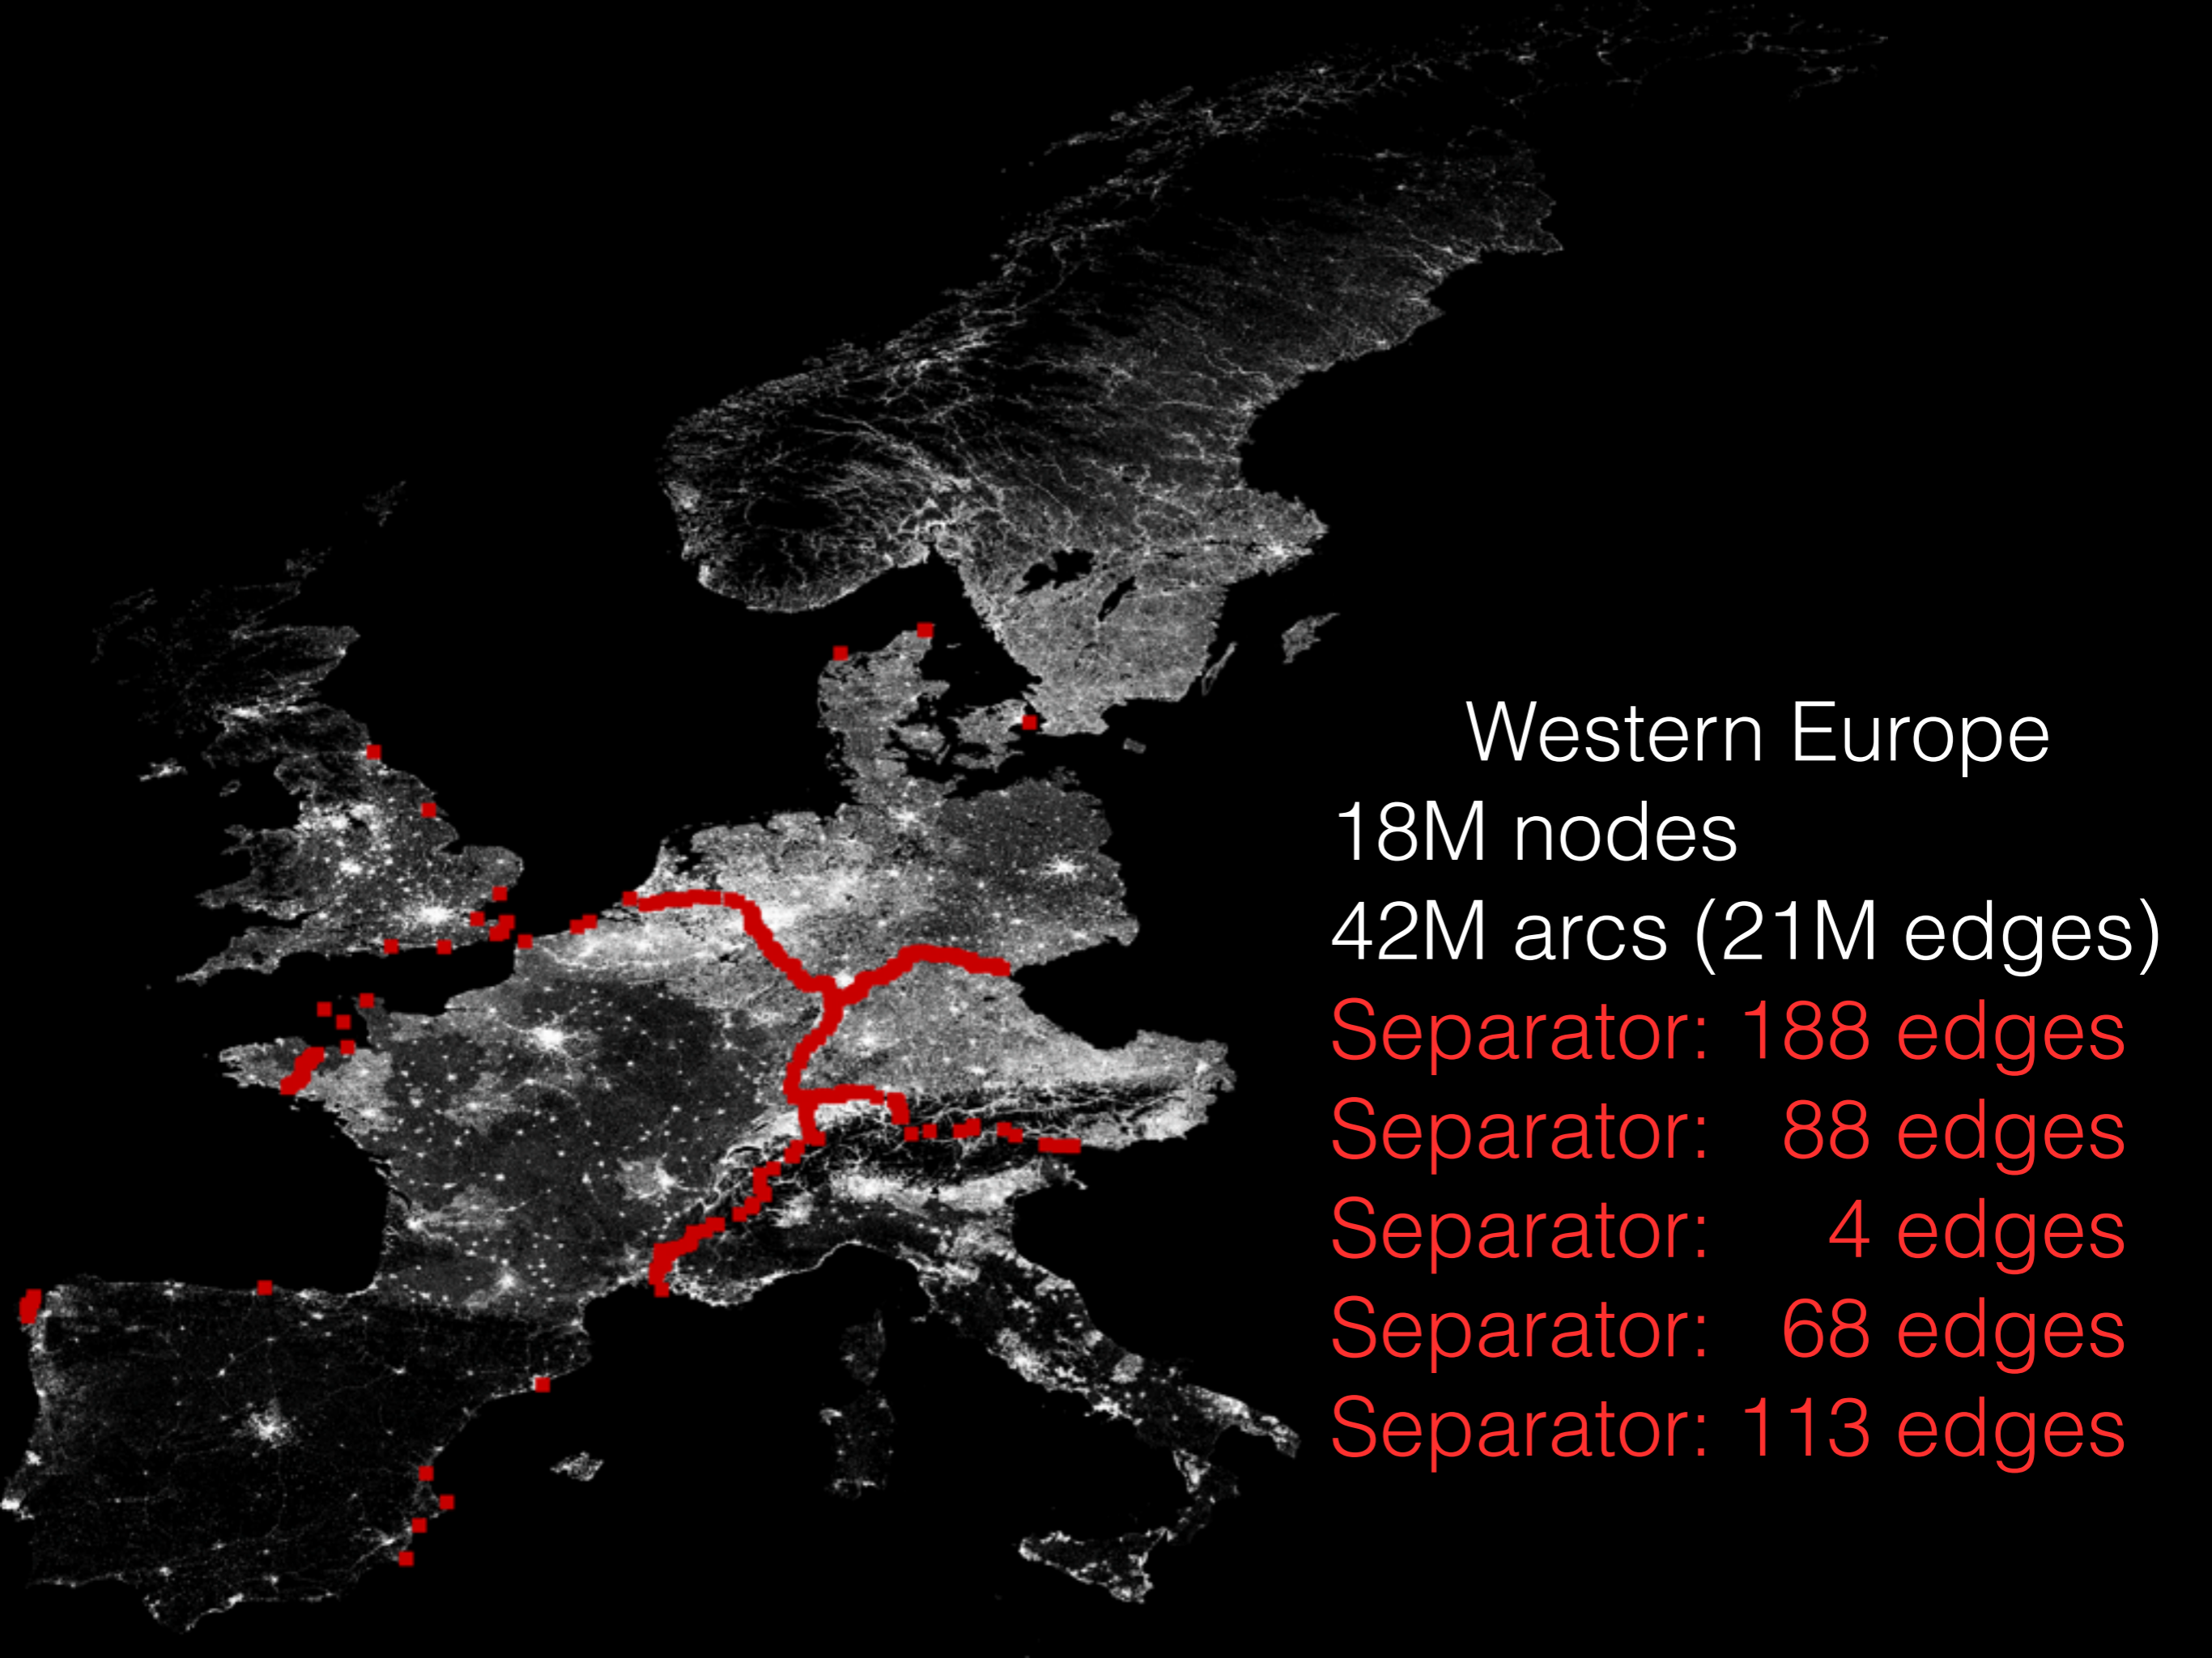 Western Europe
18M nodes
42M arcs (21M edges)
Separator: 188 edges
Separator: 88 edges
Separator: 4 edges
Separator: 68 edges
Separator: 113 edges